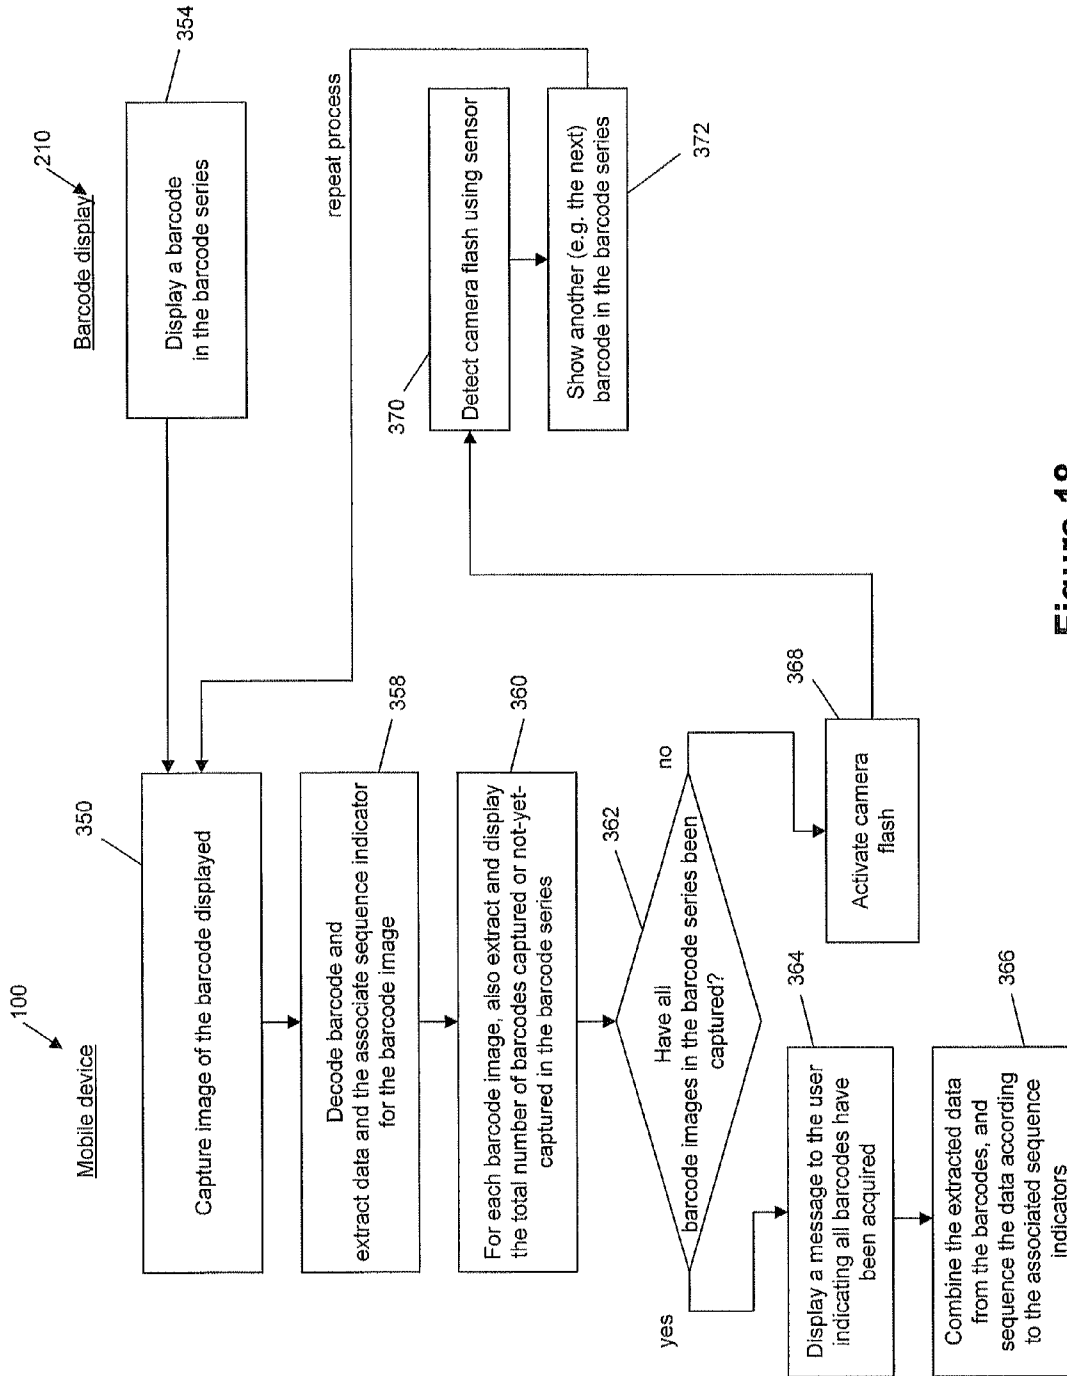 Mobile device
100
Barcode display
210
350
Capture image of the barcode displayed
354
Display a barcode
in the barcode series
358
Decode barcode and
extract data and the associate sequence indicator
for the barcode image
360
For each barcode image, also extract and display
the total number of barcodes captured or not-yet-
captured in the barcode series
362
Have all
barcode images in the barcode series been
captured?
yes
no
364
Display a message to the user
indicating all barcodes have
been acquired
366
Combine the extracted data
from the barcodes, and
sequence the data according
to the associated sequence
indicators
368
Activate camera
flash
370
Detect camera flash using sensor
372
Show another (e.g. the next)
barcode in the barcode series
repeat process
Figure